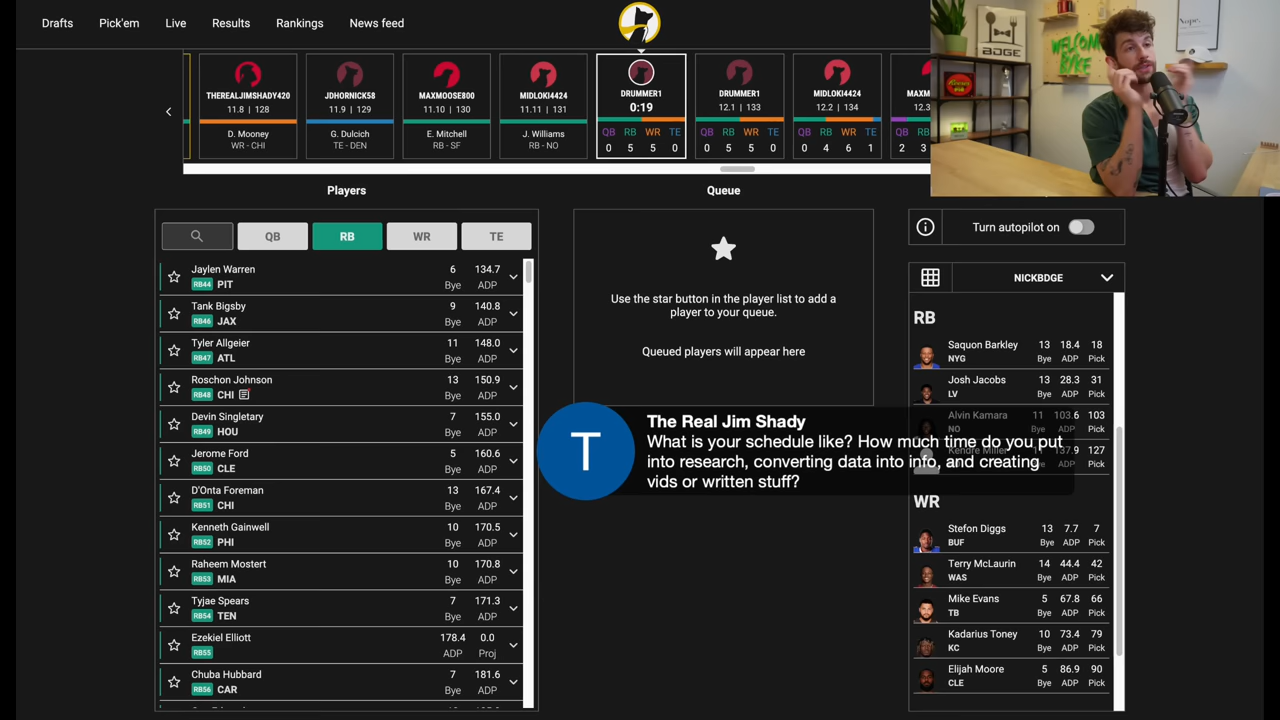 Drafts Pick'em Live Results Rankings News feed
THEREALJIMSHADY420
11.8 | 128
D. Mooney
WR - CHI
JDHORNICK58
11.9 | 129
G. Dulcich
TE - DEN
MAXMOOSE800
11.10 | 130
E. Mitchell
RB - SF
MIDLOKI4424
11.11 | 131
J. Williams
RB - NO
DRUMMER1
0:19
QB RB WR TE
0 5 5 0
DRUMMER1
12.1 | 133
QB RB WR TE
0 5 5 0
MIDLOKI4424
12.2 | 134
QB RB WR TE
0 4 6 1
MAXM
12.
QB RB
2 3
BDGE
WELCOME
BIKE
Nope.
Players
QB RB WR TE
Jaylen Warren 6 134.7
RB44 PIT Bye ADP
Tank Bigsby 9 140.8
RB46 JAX Bye ADP
Tyler Allgeier 11 148.0
RB47 ATL Bye ADP
Roschon Johnson 13 150.9
RB48 CHI Bye ADP
Devin Singletary 7 155.0
RB49 HOU Bye ADP
Jerome Ford 5 160.6
RB50 CLE Bye ADP
D'Onta Foreman 13 167.4
RB51 CHI Bye ADP
Kenneth Gainwell 10 170.5
RB52 PHI Bye ADP
Raheem Mostert 10 170.8
RB53 MIA Bye ADP
Tyjae Spears 7 171.3
RB54 TEN Bye ADP
Ezekiel Elliott 178.4 0.0
RB55 ADP Proj
Chuba Hubbard 7 181.6
RB56 CAR Bye ADP
Queue
Use the star button in the player list to add a
player to your queue.
Queued players will appear here
T
The Real Jim Shady
What is your schedule like? How much time do you put
into research, converting data into info, and creating
vids or written stuff?
Turn autopilot on
NICKBDGE
RB
Saquon Barkley 13 18.4 18
NYG Bye ADP Pick
Josh Jacobs 13 28.3 31
LV Bye ADP Pick
Alvin Kamara 11 103.6 103
NO Bye ADP Pick
Kendre Miller 11 137.9 127
WR
Stefon Diggs 13 7.7 7
BUF Bye ADP Pick
Terry McLaurin 14 44.4 42
WAS Bye ADP Pick
Mike Evans 5 67.8 66
TB Bye ADP Pick
Kadarius Toney 10 73.4 79
KC Bye ADP Pick
Elijah Moore 5 86.9 90
CLE Bye ADP Pick